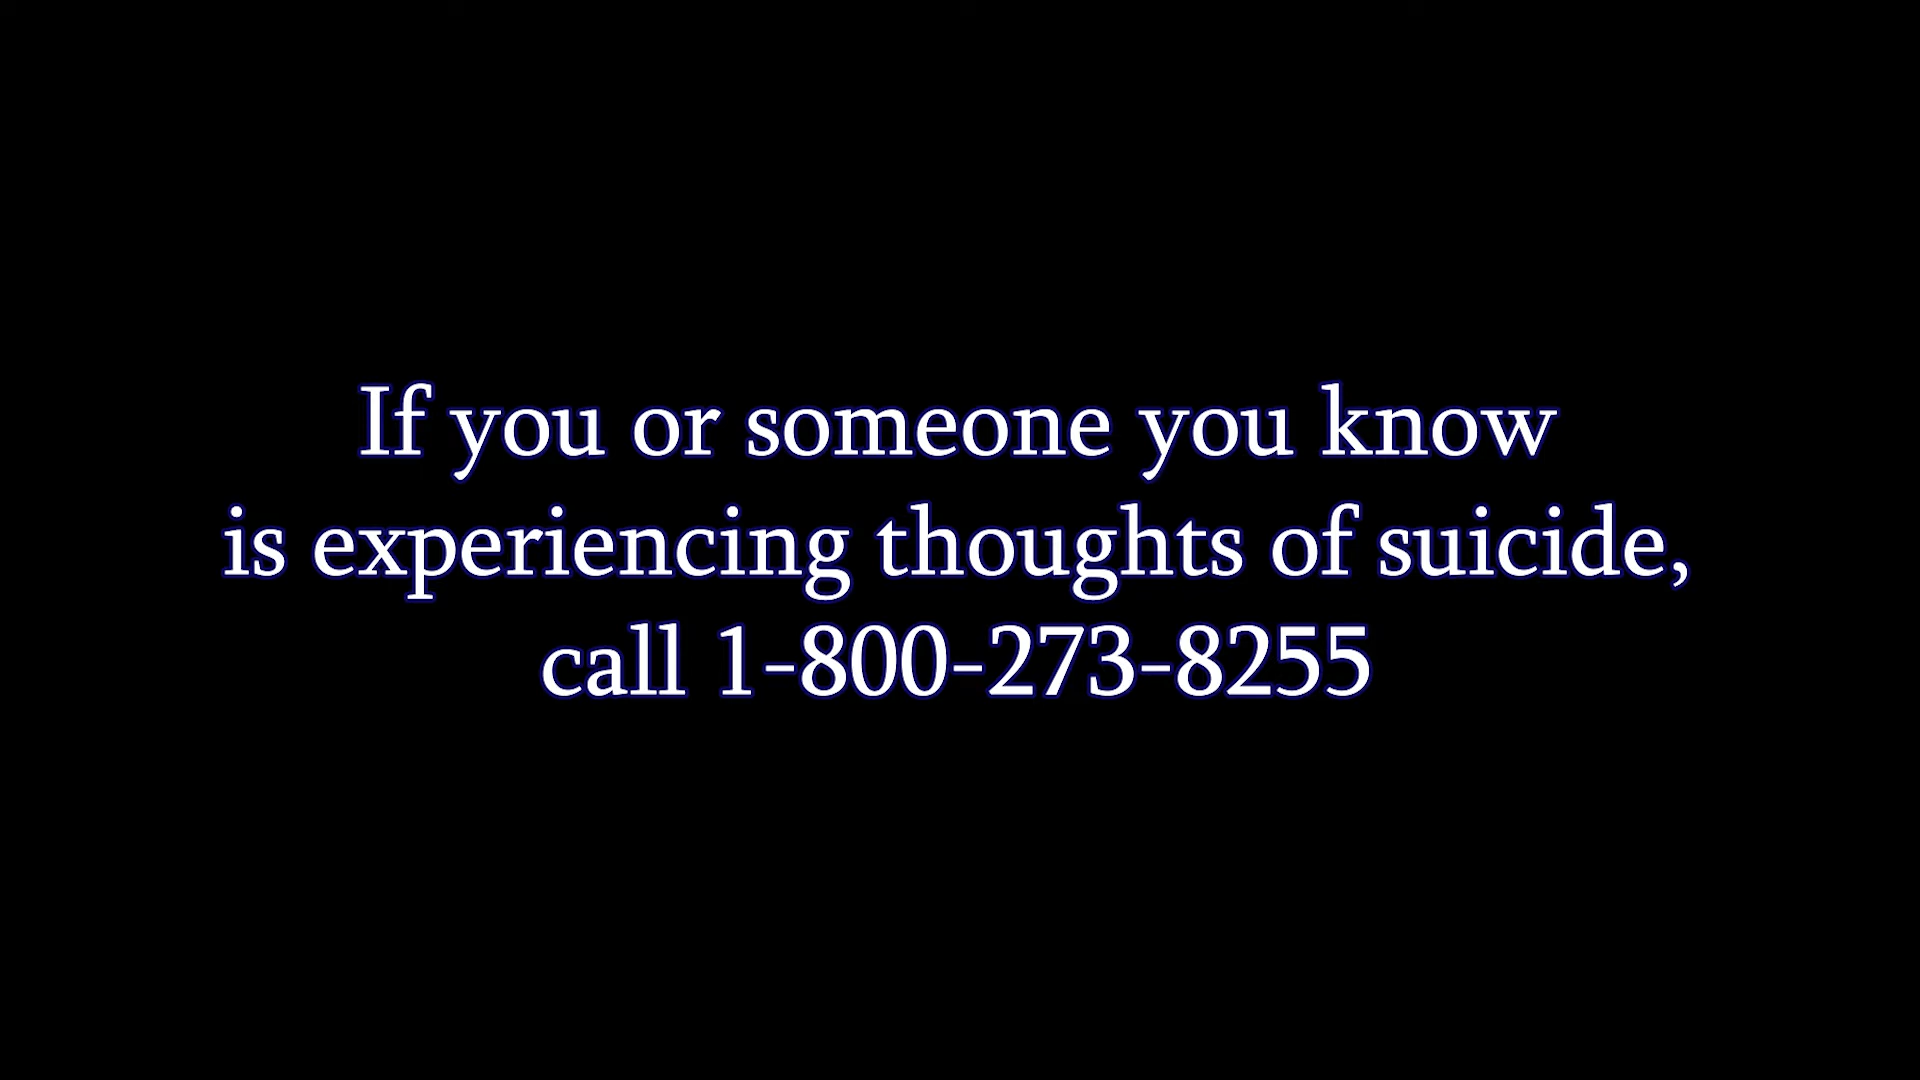 If you or someone you know
is experiencing thoughts of suicide,
call 1-800-273-8255